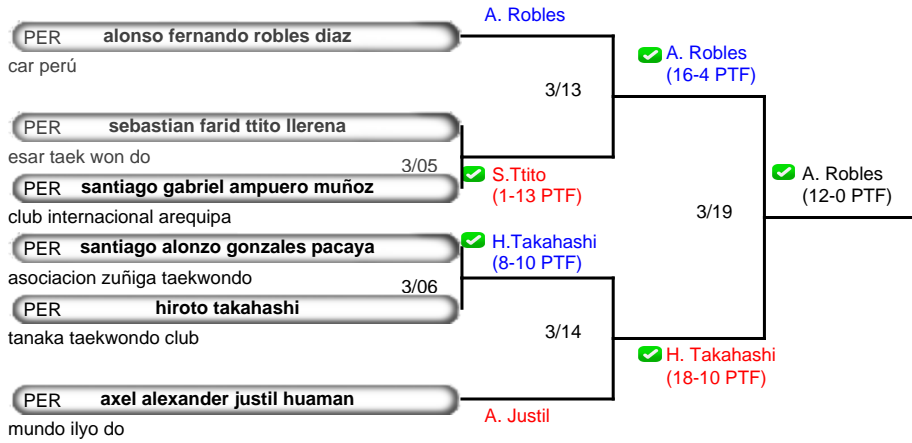 A. Robles
PER alonso fernando robles diaz
car perú
A. Robles
(16-4 PTF)
3/13
PER sebastian farid ttito llerena
esar taek won do
3/05
PER santiago gabriel ampuero muñoz
club internacional arequipa
S.Ttito
(1-13 PTF)
A. Robles
(12-0 PTF)
3/19
PER santiago alonzo gonzales pacaya
asociacion zuñiga taekwondo
H.Takahashi
(8-10 PTF)
3/06
PER hiroto takahashi
tanaka taekwondo club
3/14
H. Takahashi
(18-10 PTF)
PER axel alexander justil huaman
mundo ilyo do
A. Justil